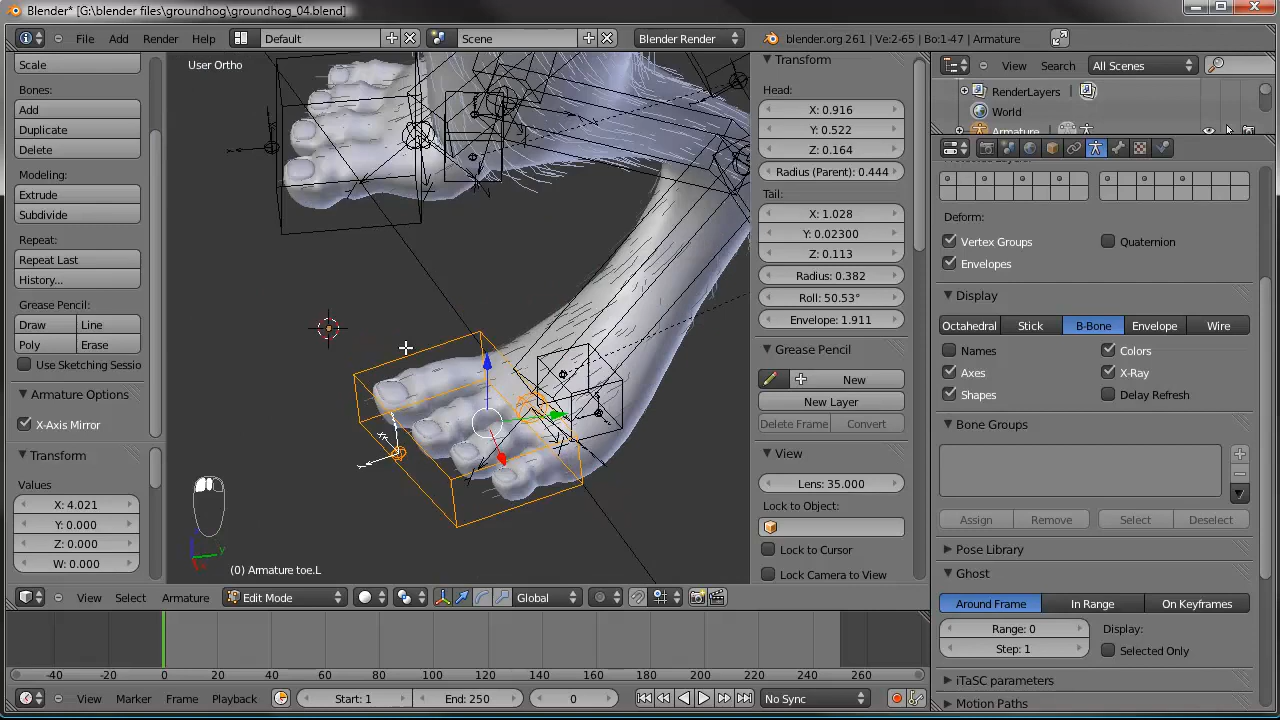 Blender* [G:\blender files\groundhog\groundhog_04.blend]
File Add Render Help Default Scene Blender Render blender.org 261 | Ve:2-65 | Bo:1-47 | Armature
View Search All Scenes
RenderLayers
World
Armature
Scale
Bones:
Add
Duplicate
Delete
Modeling:
Extrude
Subdivide
Repeat:
Repeat Last
History...
Grease Pencil:
Draw Line
Poly Erase
Use Sketching Sessio
Armature Options
X-Axis Mirror
Transform
Values
X: 4.021
Y: 0.000
Z: 0.000
W: 0.000
User Ortho
(0) Armature toe.L
Transform
Head:
X: 0.916
Y: 0.522
Z: 0.164
Radius (Parent): 0.444
Tail:
X: 1.028
Y: 0.02300
Z: 0.113
Radius: 0.382
Roll: 50.53°
Envelope: 1.911
Grease Pencil
New
New Layer
Delete Frame Convert
View
Lens: 35.000
Lock to Object:
Lock to Cursor
Lock Camera to View
Deform:
Vertex Groups Quaternion
Envelopes
Display
Octahedral Stick B-Bone Envelope Wire
Names Colors
Axes X-Ray
Shapes Delay Refresh
Bone Groups
Assign Remove Select Deselect
Pose Library
Ghost
Around Frame In Range On Keyframes
Range: 0 Display:
Step: 1 Selected Only
iTaSC parameters
Motion Paths
View Select Armature Edit Mode Global
-40 -20 0 20 40 60 80 100 120 140 160 180 200 220 240 260
View Marker Frame Playback Start: 1 End: 250 0 No Sync